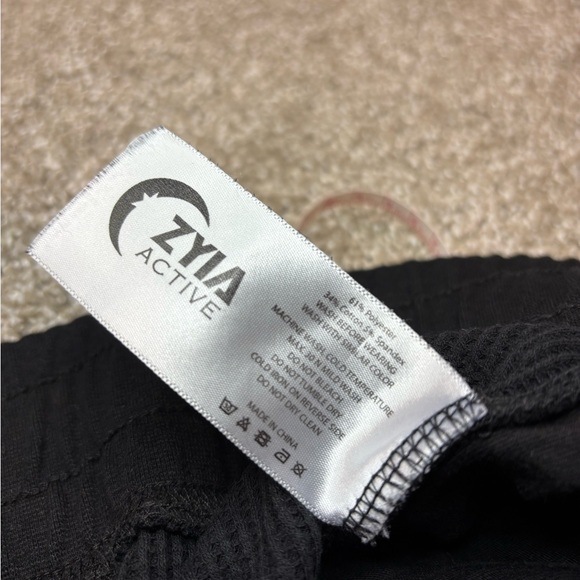 ZYIA
ACTIVE
61% Polyester
34% Cotton 5% Spandex
WASH BEFORE WEARING
WASH WITH SIMILAR COLOR
MACHINE WASH COLD TEMPERATURE
MAX. 30 N MILD WASH
DO NOT BLEACH
DO NOT TUMBLE DRY
COLD IRON ON REVERSE SIDE
DO NOT DRY CLEAN
MADE IN CHINA